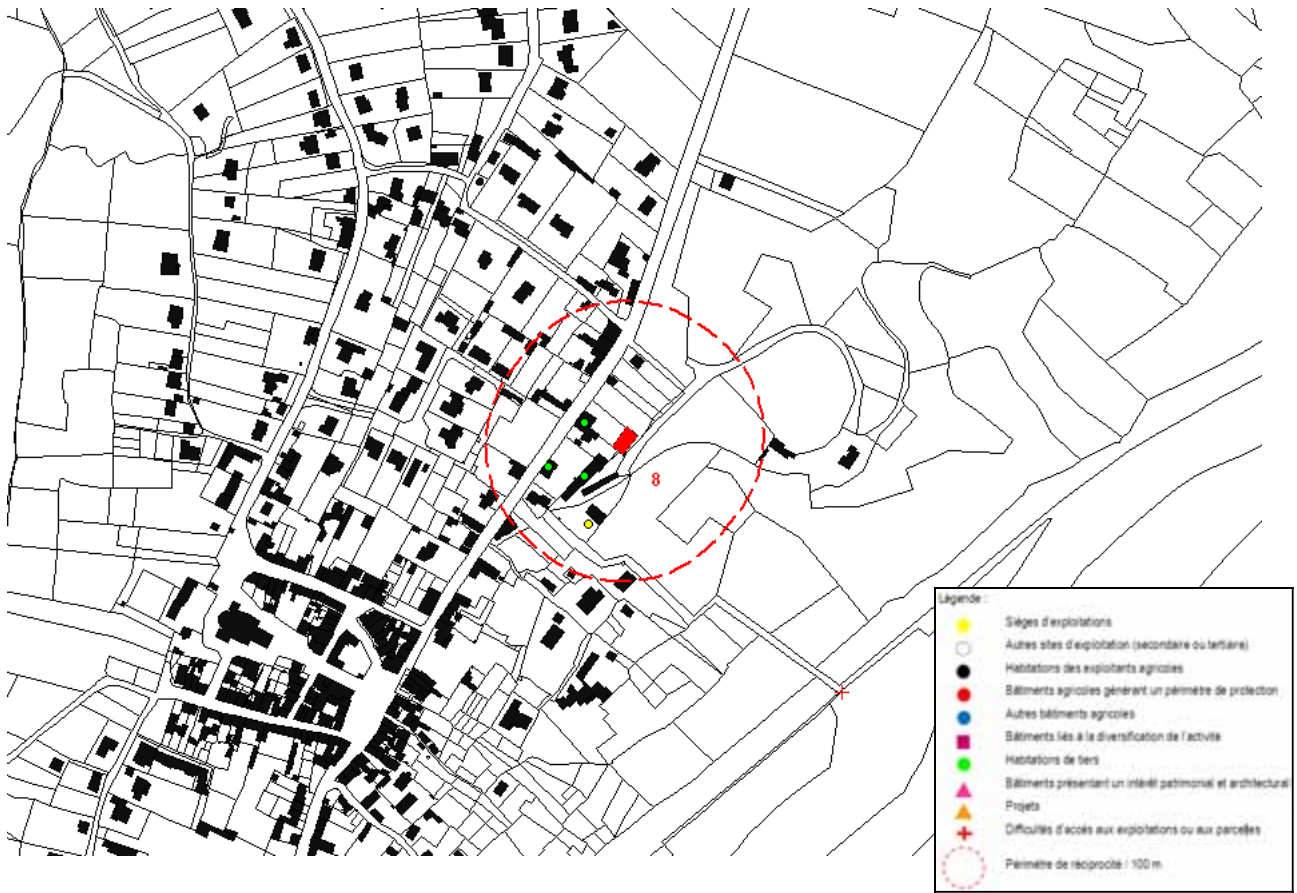 8
Légende :
Sièges d'exploitations
Autres sites d'exploitation (secondaire ou tertiaire)
Habitations des exploitants agricoles
Bâtiments agricoles générant un périmètre de protection
Autres bâtiments agricoles
Bâtiments liés à la diversification de l'activité
Habitations de tiers
Bâtiments présentant un intérêt patrimonial et architectural
Projets
Difficultés d'accès aux exploitations ou aux parcelles
Périmètre de réciprocité / 100 m